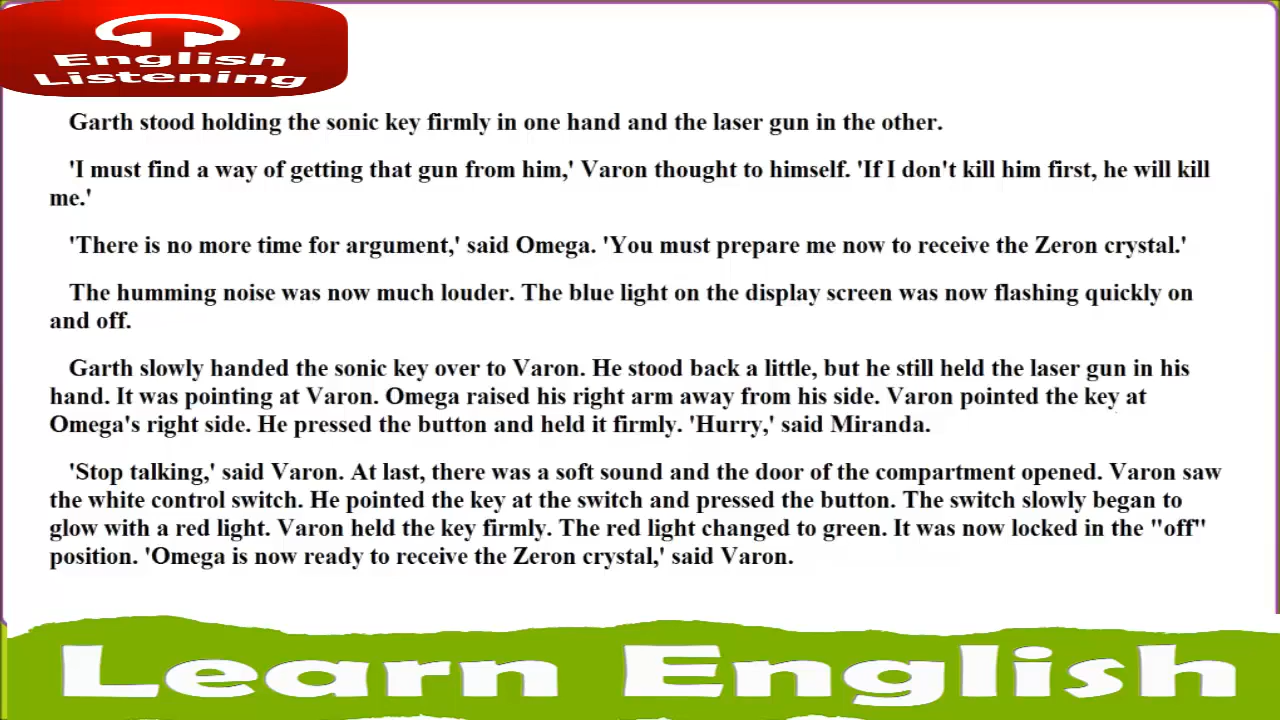 English
Listening
Garth stood holding the sonic key firmly in one hand and the laser gun in the other.
'I must find a way of getting that gun from him,' Varon thought to himself. 'If I don't kill him first, he will kill
me.'
'There is no more time for argument,' said Omega. 'You must prepare me now to receive the Zeron crystal.'
The humming noise was now much louder. The blue light on the display screen was now flashing quickly on
and off.
Garth slowly handed the sonic key over to Varon. He stood back a little, but he still held the laser gun in his
hand. It was pointing at Varon. Omega raised his right arm away from his side. Varon pointed the key at
Omega's right side. He pressed the button and held it firmly. 'Hurry,' said Miranda.
'Stop talking,' said Varon. At last, there was a soft sound and the door of the compartment opened. Varon saw
the white control switch. He pointed the key at the switch and pressed the button. The switch slowly began to
glow with a red light. Varon held the key firmly. The red light changed to green. It was now locked in the "off"
position. 'Omega is now ready to receive the Zeron crystal,' said Varon.
Learn English